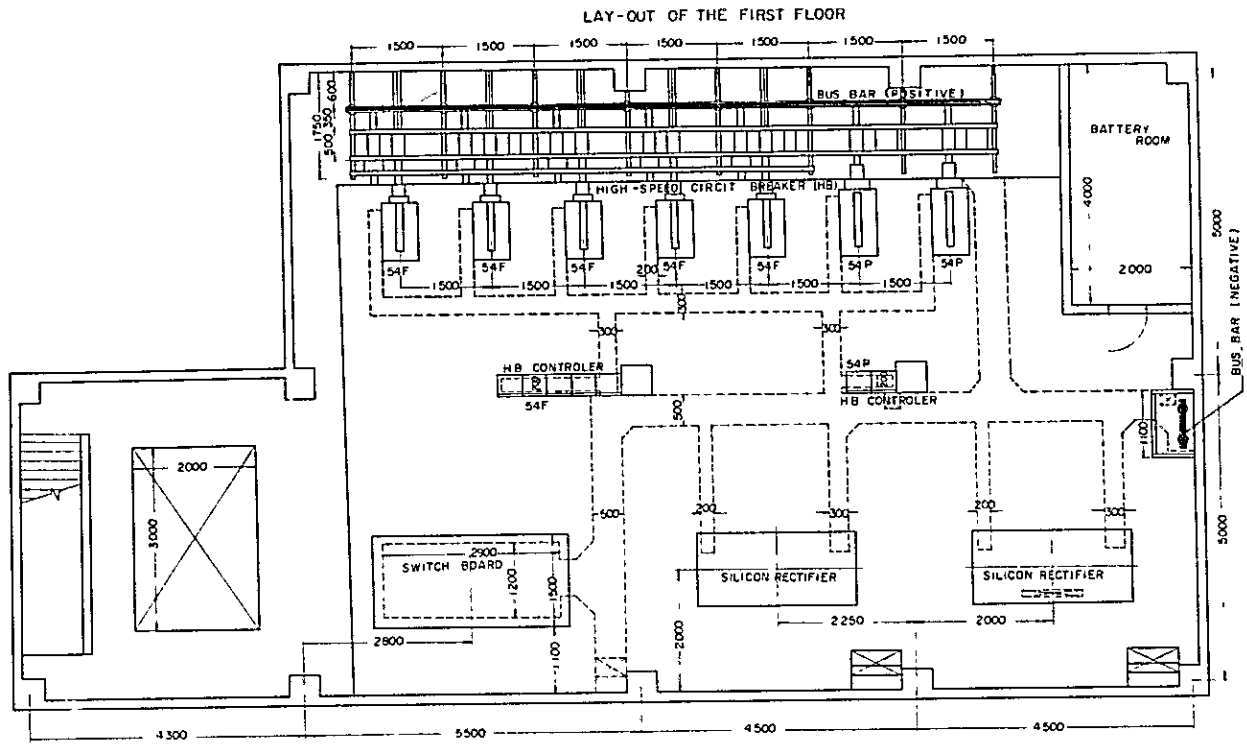 LAY-OUT OF THE FIRST FLOOR
1500 1500 1500 1500 1500 1500 1500
600
1750
500 350
BUS BAR (POSITIVE)
BATTERY
ROOM
HIGH-SPEED CIRCIT BREAKER (HB)
4000
5000
2000
BUS BAR (NEGATIVE)
54F 54F 54F 54F 54F 54P 54P
200
1500 1500 1500 1500 1500 1500
300
300 300
HB CONTROLER
54F
54P
HB CONTROLER
500
1100
2000
3000
600 200 300 200 300
5000
2900
SWITCH BOARD
1200
1500
SILICON RECTIFIER
SILICON RECTIFIER
2000
2250 2000
2800
1100
4300 5500 4500 4500